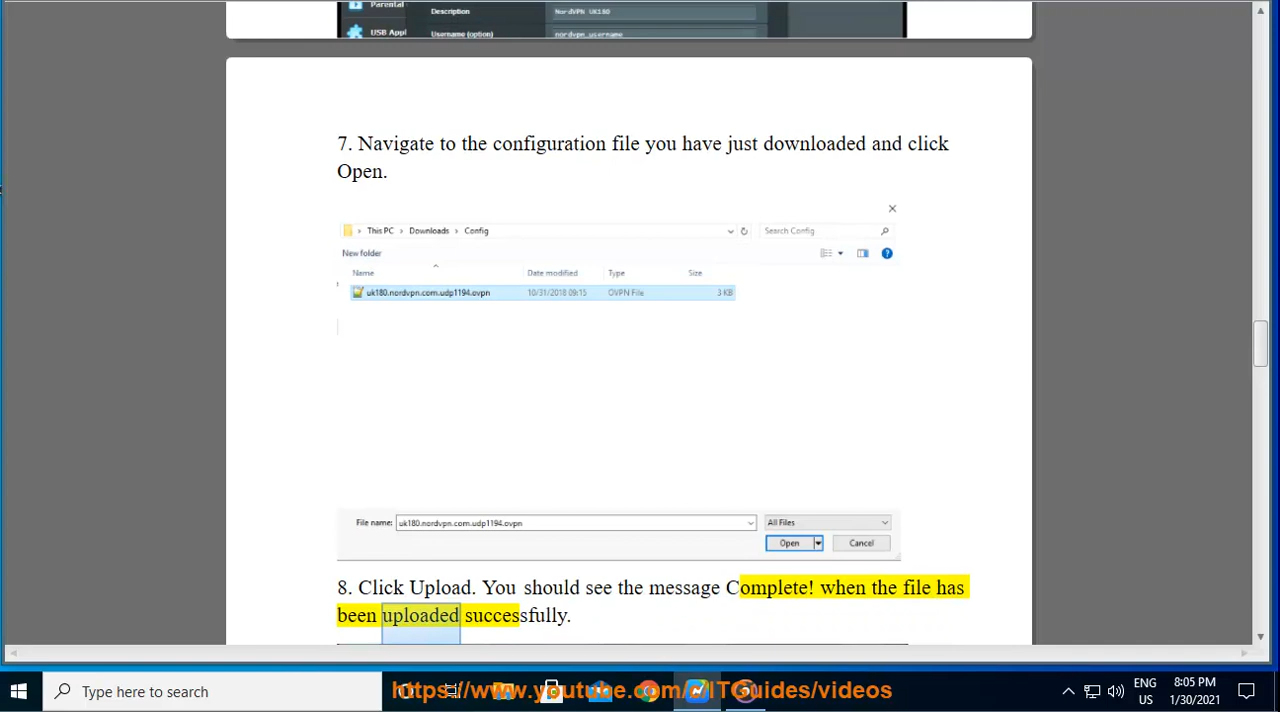 Parental
Description
NordVPN UK180
USB Appl
Username (option)
nordvpn_username
7. Navigate to the configuration file you have just downloaded and click
Open.
This PC > Downloads > Config
Search Config
New folder
Name
Date modified
Type
Size
uk180.nordvpn.com.udp1194.ovpn
10/31/2018 09:15
OVPN File
3 KB
File name:
uk180.nordvpn.com.udp1194.ovpn
All Files
Open
Cancel
8. Click Upload. You should see the message Complete! when the file has
been uploaded successfully.
Type here to search
https://www.youtube.com/c/ITGuides/videos
ENG
US
8:05 PM
1/30/2021